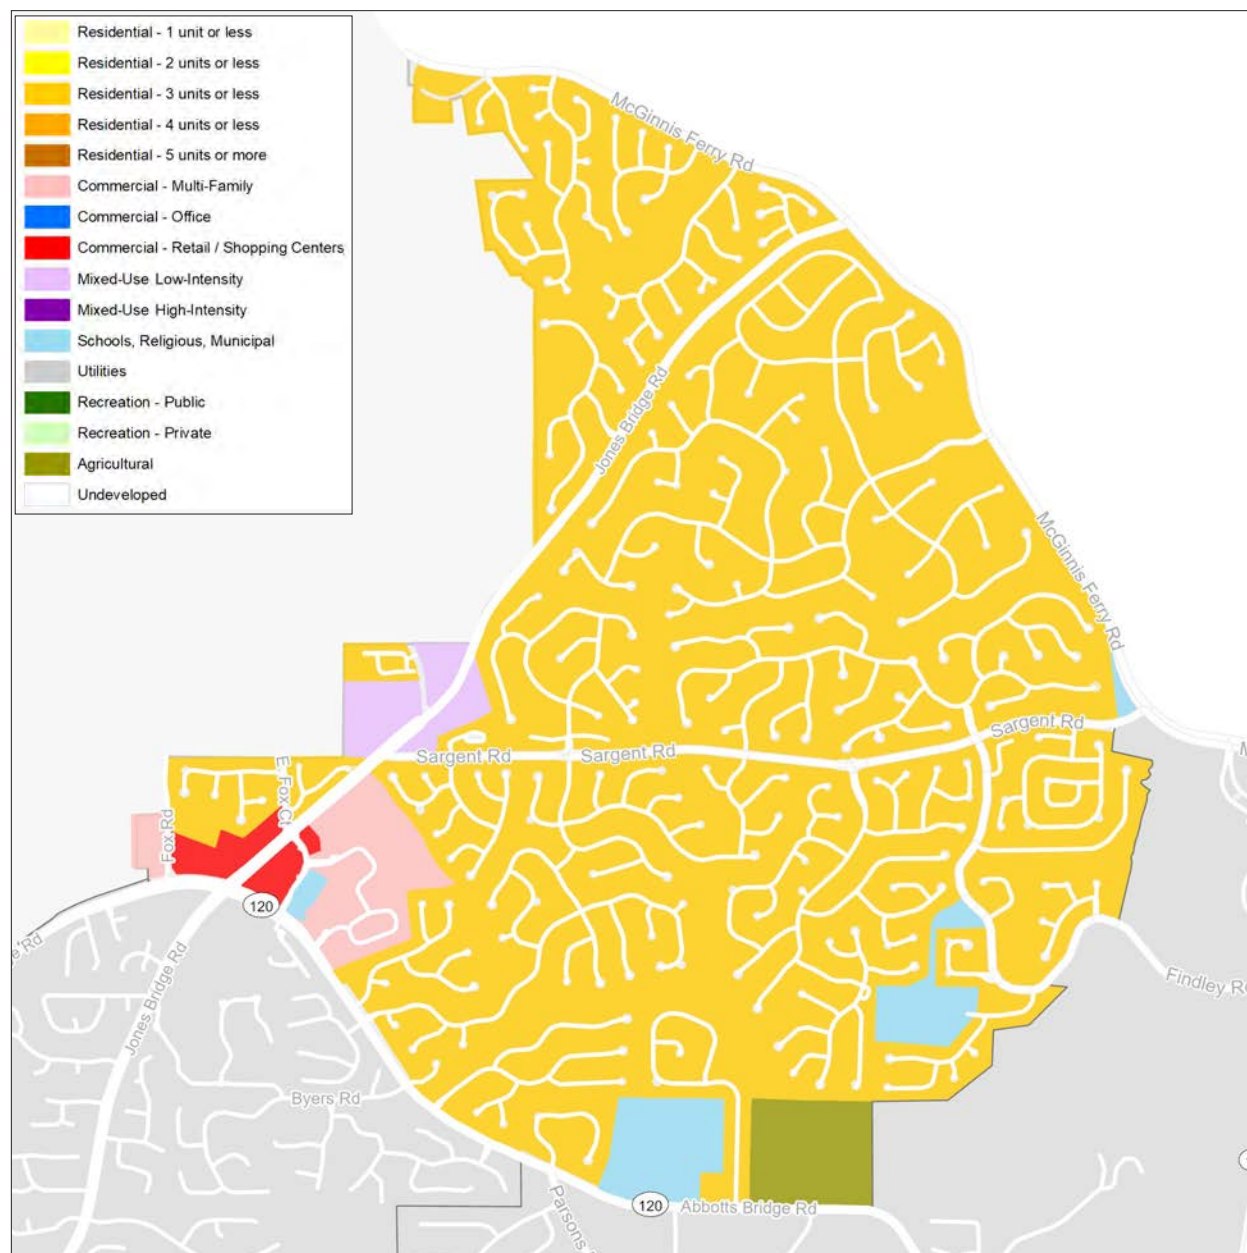 Residential - 1 unit or less
Residential - 2 units or less
Residential - 3 units or less
Residential - 4 units or less
Residential - 5 units or more
Commercial - Multi-Family
Commercial - Office
Commercial - Retail / Shopping Centers
Mixed-Use Low-Intensity
Mixed-Use High-Intensity
Schools, Religious, Municipal
Utilities
Recreation - Public
Recreation - Private
Agricultural
Undeveloped
McGinnis Ferry Rd
Jones Bridge Rd
McGinnis Ferry Rd
Sargent Rd
Sargent Rd
Sargent Rd
E. Fox Ct
Fox Rd
120
Jones Bridge Rd
Findley Rd
Byers Rd
120
Abbotts Bridge Rd
Parsons